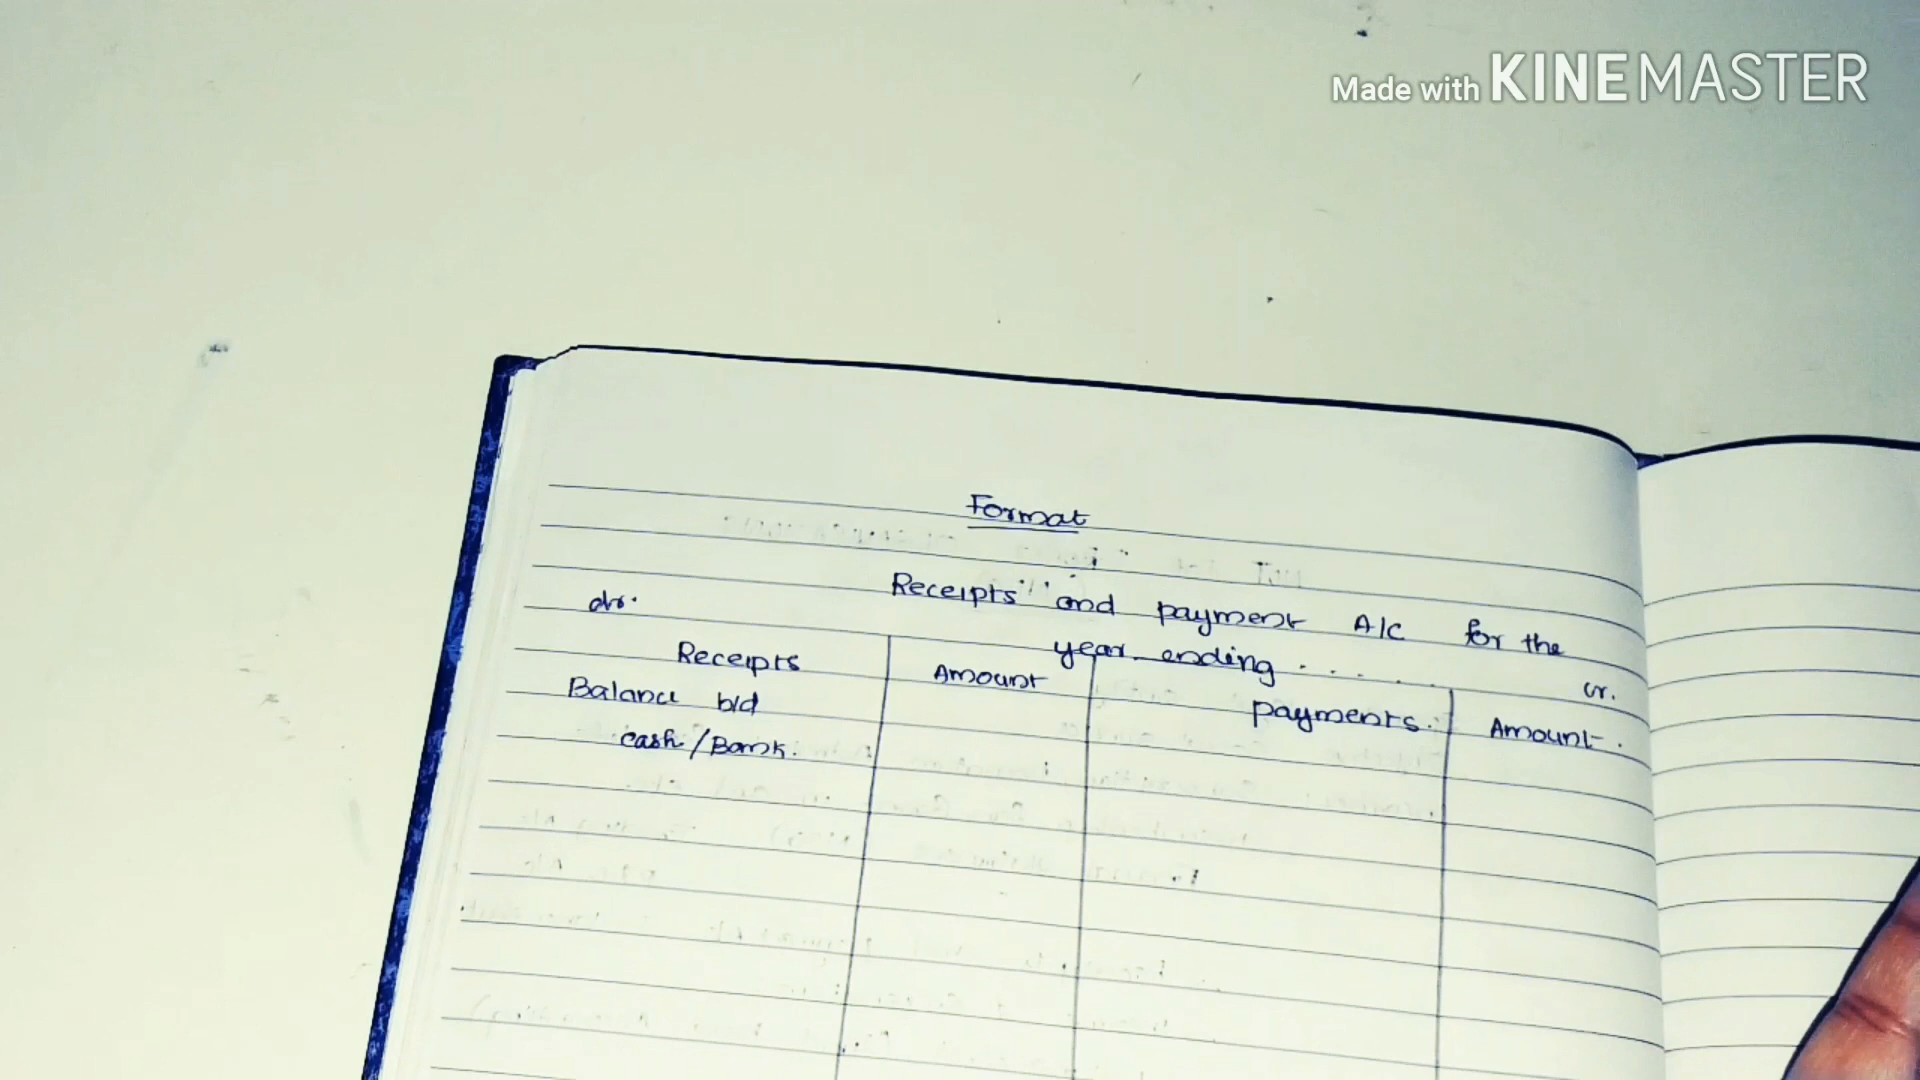 Made with KINEMASTER
Format
Receipts and payment A/C for the
dr.
year ending . . . . . .
cr.
Receipts Amount payments. Amount.
Balance b/d
cash/Bank.